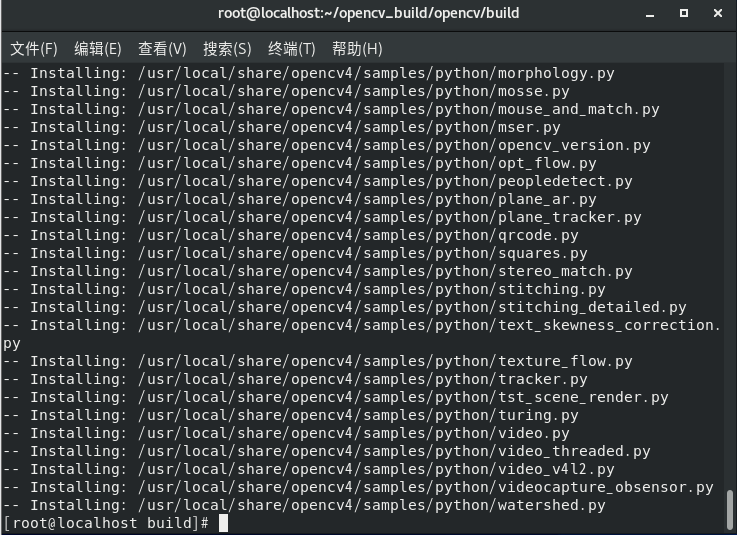 root@localhost:~/opencv_build/opencv/build
文件(F) 编辑(E) 查看(V) 搜索(S) 终端(T) 帮助(H)
-- Installing: /usr/local/share/opencv4/samples/python/morphology.py
-- Installing: /usr/local/share/opencv4/samples/python/mosse.py
-- Installing: /usr/local/share/opencv4/samples/python/mouse_and_match.py
-- Installing: /usr/local/share/opencv4/samples/python/mser.py
-- Installing: /usr/local/share/opencv4/samples/python/opencv_version.py
-- Installing: /usr/local/share/opencv4/samples/python/opt_flow.py
-- Installing: /usr/local/share/opencv4/samples/python/peopledetect.py
-- Installing: /usr/local/share/opencv4/samples/python/plane_ar.py
-- Installing: /usr/local/share/opencv4/samples/python/plane_tracker.py
-- Installing: /usr/local/share/opencv4/samples/python/qrcode.py
-- Installing: /usr/local/share/opencv4/samples/python/squares.py
-- Installing: /usr/local/share/opencv4/samples/python/stereo_match.py
-- Installing: /usr/local/share/opencv4/samples/python/stitching.py
-- Installing: /usr/local/share/opencv4/samples/python/stitching_detailed.py
-- Installing: /usr/local/share/opencv4/samples/python/text_skewness_correction.
py
-- Installing: /usr/local/share/opencv4/samples/python/texture_flow.py
-- Installing: /usr/local/share/opencv4/samples/python/tracker.py
-- Installing: /usr/local/share/opencv4/samples/python/tst_scene_render.py
-- Installing: /usr/local/share/opencv4/samples/python/turing.py
-- Installing: /usr/local/share/opencv4/samples/python/video.py
-- Installing: /usr/local/share/opencv4/samples/python/video_threaded.py
-- Installing: /usr/local/share/opencv4/samples/python/video_v4l2.py
-- Installing: /usr/local/share/opencv4/samples/python/videocapture_obsensor.py
-- Installing: /usr/local/share/opencv4/samples/python/watershed.py
[root@localhost build]#